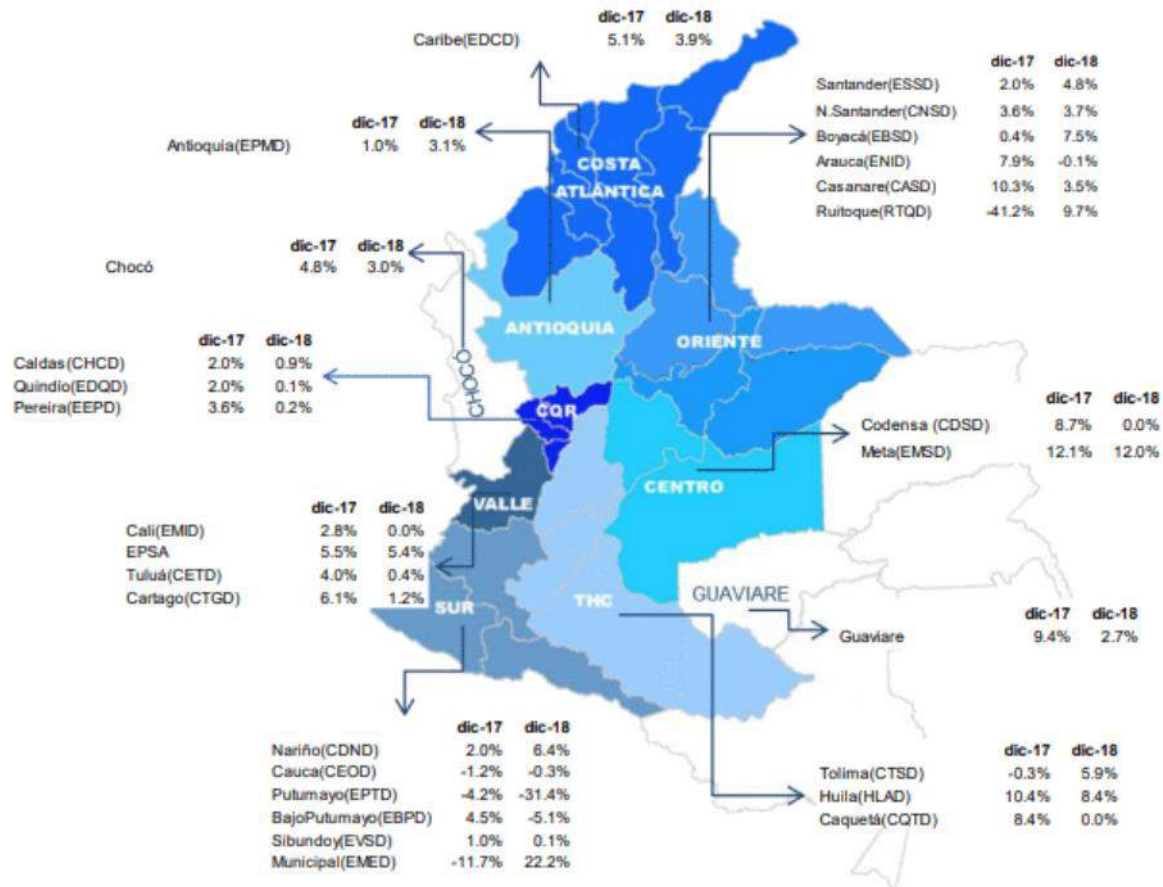 dic-17 dic-18
Caribe(EDCD) 5.1% 3.9%
dic-17 dic-18
Santander(ESSD) 2.0% 4.8%
N.Santander(CNSD) 3.6% 3.7%
Boyacá(EBSD) 0.4% 7.5%
Arauca(ENID) 7.9% -0.1%
Casanare(CASD) 10.3% 3.5%
Ruitoque(RTQD) -41.2% 9.7%
dic-17 dic-18
Antioquía(EPMD) 1.0% 3.1%
COSTA
ATLÁNTICA
dic-17 dic-18
Chocó 4.8% 3.0%
ANTIOQUIA
ORIENTE
CHOCÓ
dic-17 dic-18
Caldas(CHCD) 2.0% 0.9%
Quindío(EDQD) 2.0% 0.1%
Pereira(EEPD) 3.6% 0.2%
CQR
dic-17 dic-18
Codensa (CDSD) 8.7% 0.0%
Meta(EMSD) 12.1% 12.0%
CENTRO
VALLE
dic-17 dic-18
Cali(EMID) 2.8% 0.0%
EPSA 5.5% 5.4%
Tuluá(CETD) 4.0% 0.4%
Cartago(CTGD) 6.1% 1.2%
SUR
THC
GUAVIARE
dic-17 dic-18
Guaviare 9.4% 2.7%
dic-17 dic-18
Nariño(CDND) 2.0% 6.4%
Cauca(CEOD) -1.2% -0.3%
Putumayo(EPTD) -4.2% -31.4%
BajoPutumayo(EBPD) 4.5% -5.1%
Sibundoy(EVSD) 1.0% 0.1%
Municipal(EMED) -11.7% 22.2%
dic-17 dic-18
Tolima(CTSD) -0.3% 5.9%
Huila(HLAD) 10.4% 8.4%
Caquetá(CQTD) 8.4% 0.0%